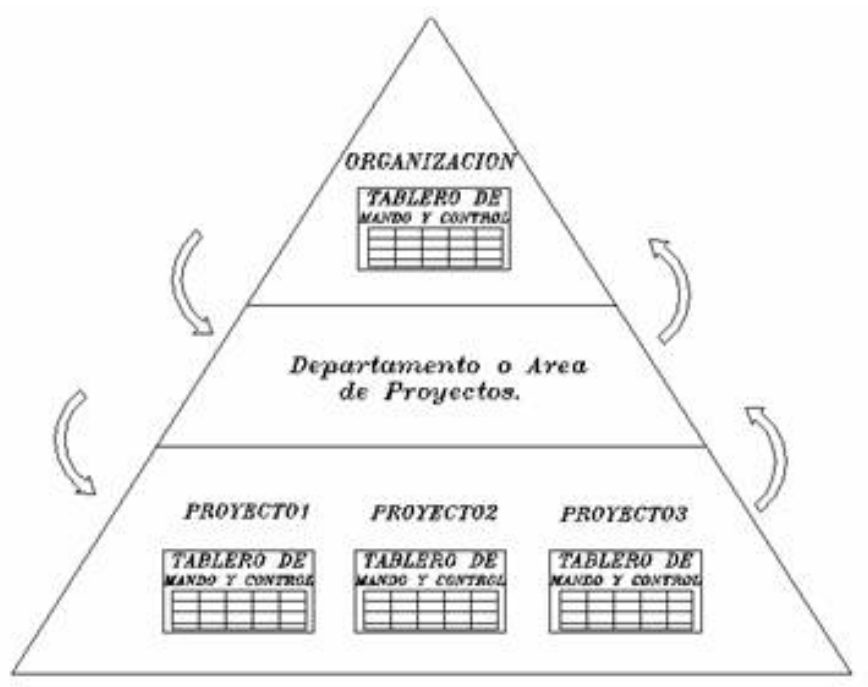 ORGANIZACION
TABLERO DE
MANDO Y CONTROL
Departamento o Area
de Proyectos.
PROYECTO1 PROYECTO2 PROYECTO3
TABLERO DE TABLERO DE TABLERO DE
MANDO Y CONTROL MANDO Y CONTROL MANDO Y CONTROL